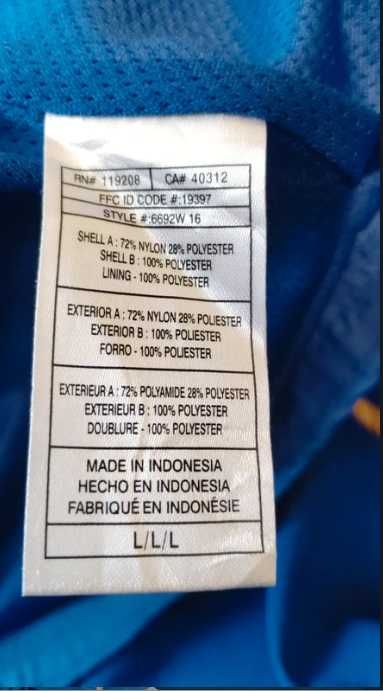 RN# 119208 CA# 40312
FFC ID CODE #:19397
STYLE #:6692W 16
SHELL A : 72% NYLON 28% POLYESTER
SHELL B : 100% POLYESTER
LINING - 100% POLYESTER
EXTERIOR A : 72% NYLON 28% POLIESTER
EXTERIOR B : 100% POLIESTER
FORRO - 100% POLIESTER
EXTERIEUR A : 72% POLYAMIDE 28% POLYESTER
EXTERIEUR B : 100% POLYESTER
DOUBLURE - 100% POLYESTER
MADE IN INDONESIA
HECHO EN INDONESIA
FABRIQUÉ EN INDONÉSIE
L/L/L